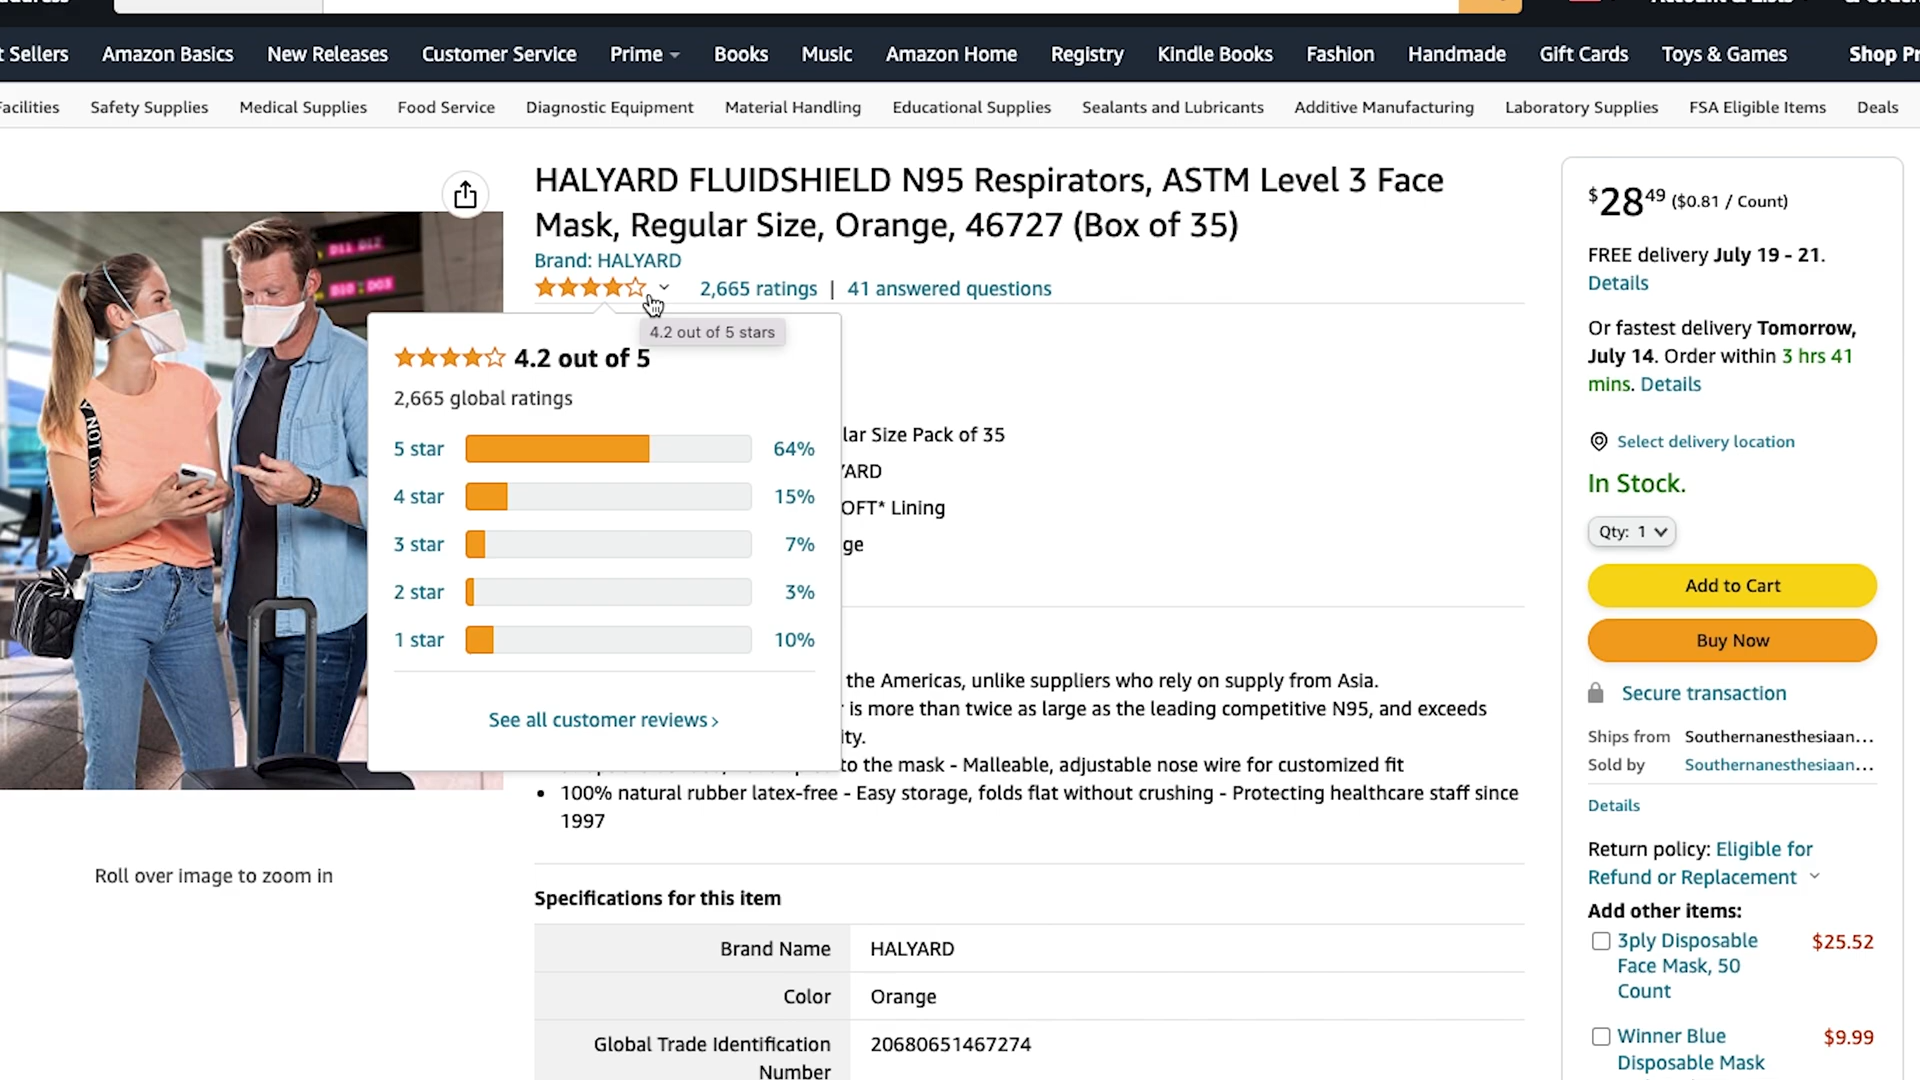 t Sellers Amazon Basics New Releases Customer Service Prime Books Music Amazon Home Registry Kindle Books Fashion Handmade Gift Cards Toys & Games Shop Pr
Facilities Safety Supplies Medical Supplies Food Service Diagnostic Equipment Material Handling Educational Supplies Sealants and Lubricants Additive Manufacturing Laboratory Supplies FSA Eligible Items Deals
HALYARD FLUIDSHIELD N95 Respirators, ASTM Level 3 Face
Mask, Regular Size, Orange, 46727 (Box of 35)
Brand: HALYARD
2,665 ratings | 41 answered questions
4.2 out of 5 stars
4.2 out of 5
2,665 global ratings
5 star 64%
4 star 15%
3 star 7%
2 star 3%
1 star 10%
See all customer reviews ›
lar Size Pack of 35
YARD
OFT* Lining
ge
the Americas, unlike suppliers who rely on supply from Asia.
is more than twice as large as the leading competitive N95, and exceeds
ity.
to the mask - Malleable, adjustable nose wire for customized fit
• 100% natural rubber latex-free - Easy storage, folds flat without crushing - Protecting healthcare staff since
1997
Roll over image to zoom in
Specifications for this item
Brand Name HALYARD
Color Orange
Global Trade Identification 20680651467274
Number
$28 49 ($0.81 / Count)
FREE delivery July 19 - 21.
Details
Or fastest delivery Tomorrow,
July 14. Order within 3 hrs 41
mins. Details
Select delivery location
In Stock.
Qty: 1
Add to Cart
Buy Now
Secure transaction
Ships from Southernanesthesiaan...
Sold by Southernanesthesiaan...
Details
Return policy: Eligible for
Refund or Replacement
Add other items:
3ply Disposable $25.52
Face Mask, 50
Count
Winner Blue $9.99
Disposable Mask